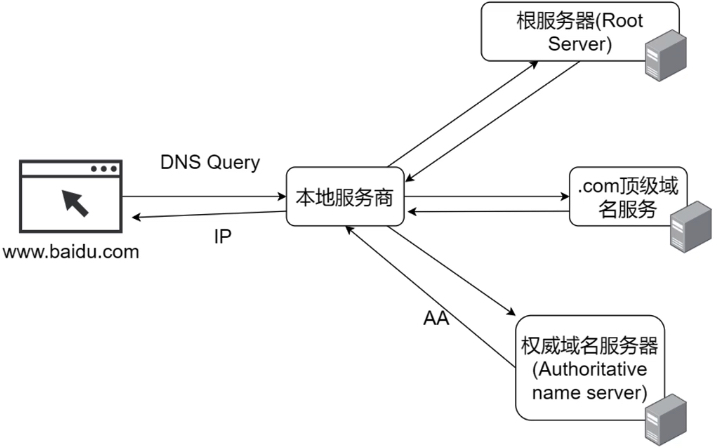 根服务器(Root
Server)
DNS Query
本地服务商
.com顶级域
名服务
IP
www.baidu.com
AA
权威域名服务器
(Authoritative
name server)